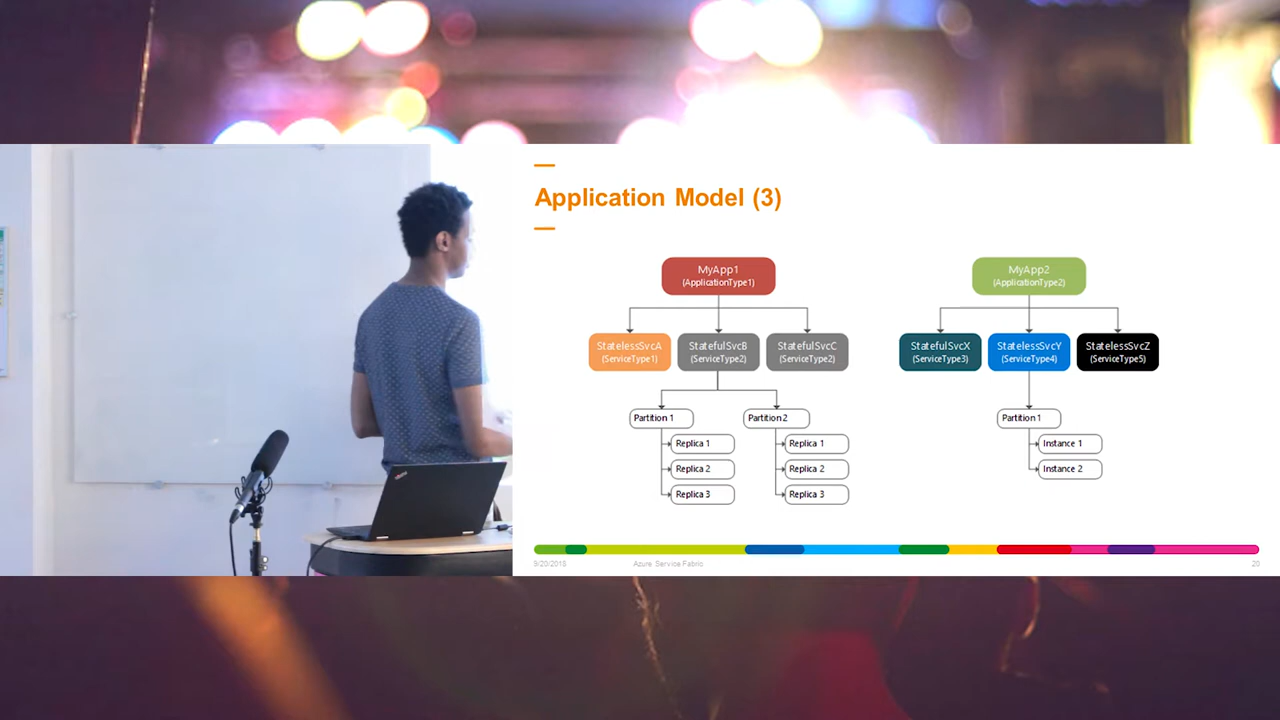 Application Model (3)
MyApp1
(ApplicationType1)
MyApp2
(ApplicationType2)
StatelessSvcA
(ServiceType1)
StatefulSvcB
(ServiceType2)
StatefulSvcC
(ServiceType2)
StatefulSvcX
(ServiceType3)
StatelessSvcY
(ServiceType4)
StatelessSvcZ
(ServiceType5)
Partition 1
Replica 1
Replica 2
Replica 3
Partition 2
Replica 1
Replica 2
Replica 3
Partition 1
Instance 1
Instance 2
9/20/2018
Azure Service Fabric
20